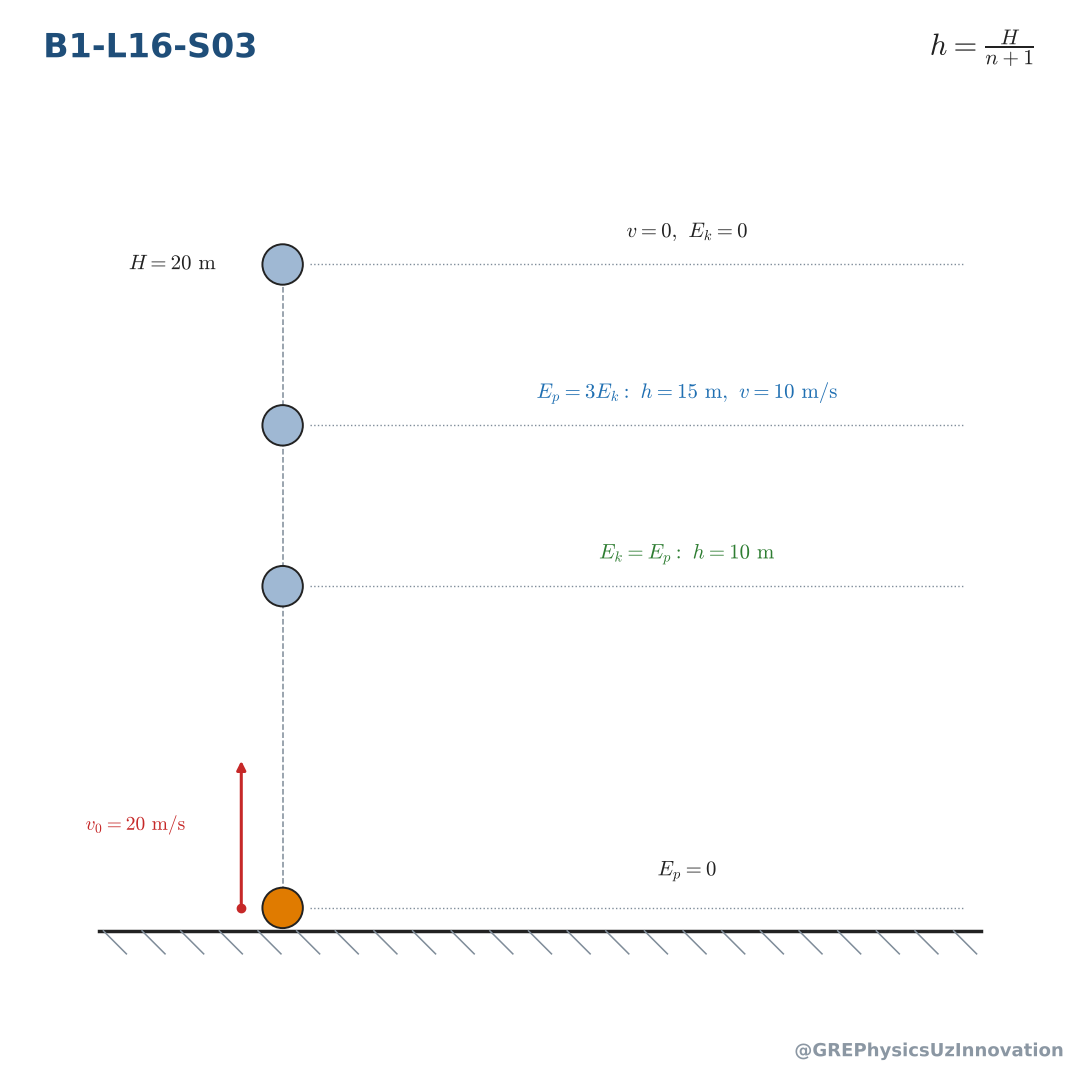 B1-L16-S03
h = H/(n + 1)
v = 0, E_k = 0
H = 20 m
E_p = 3E_k : h = 15 m, v = 10 m/s
E_k = E_p : h = 10 m
v_0 = 20 m/s
E_p = 0
@GREPhysicsUzInnovation